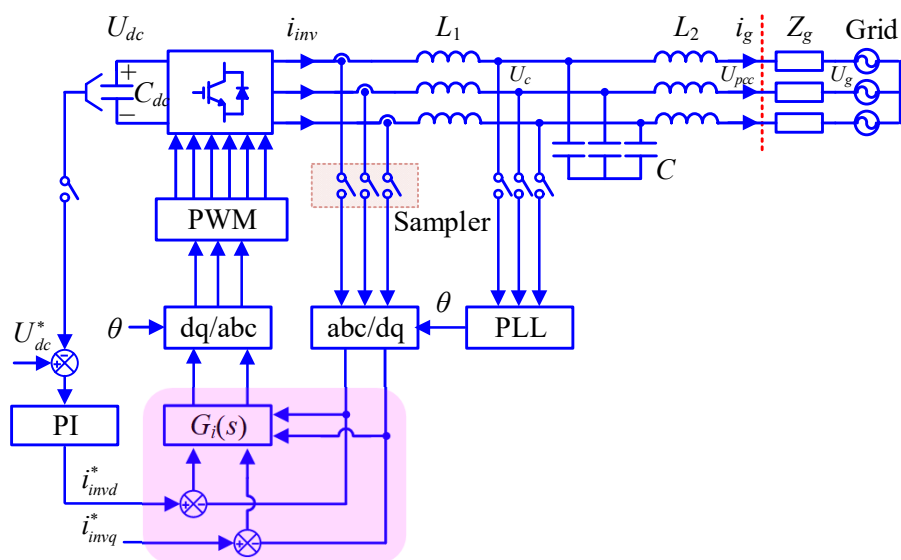 U_dc
i_inv
L_1
L_2
i_g
Z_g
Grid
+
C_dc
−
U_c
U_pcc
U_g
C
PWM
Sampler
θ
dq/abc
abc/dq
θ
PLL
U*_dc
−
+
PI
G_i(s)
i*_invd
+ −
i*_invq
+ −